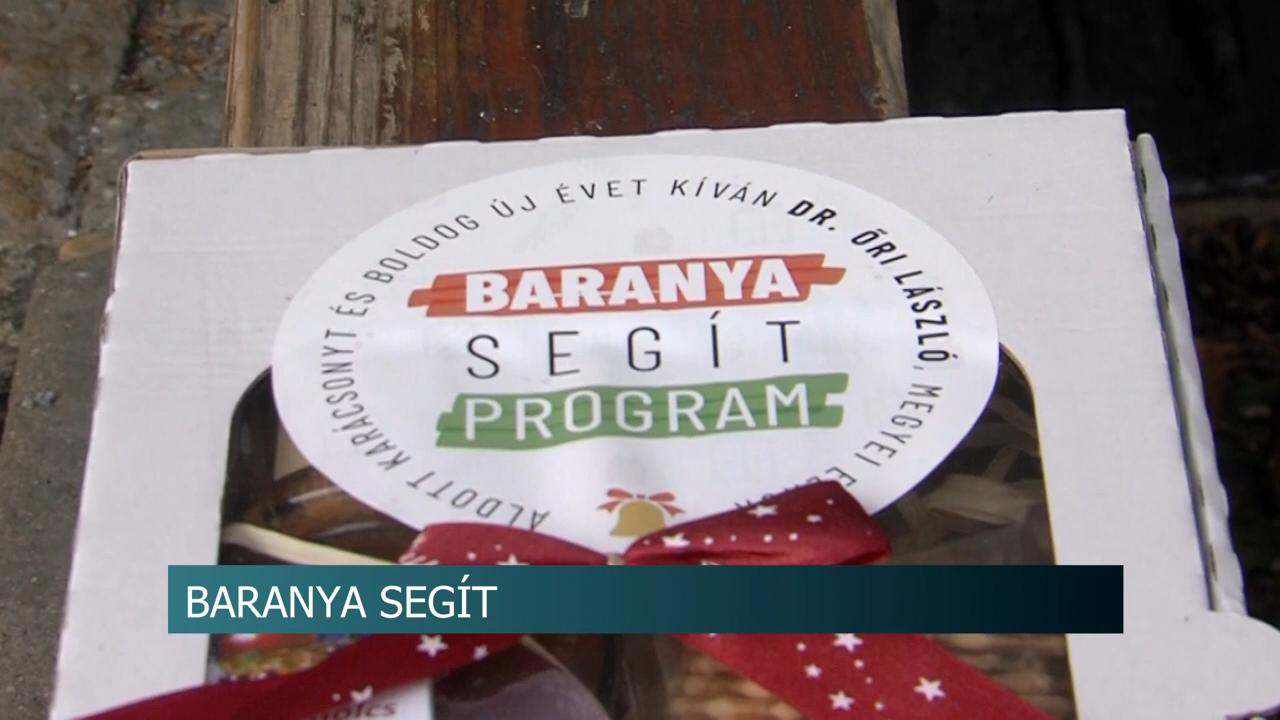 ÁLDOTT KARÁCSONYT ÉS BOLDOG ÚJ ÉVET KÍVÁN DR. ŐRI LÁSZLÓ, MEGYEI
BARANYA
SEGÍT
PROGRAM
BARANYA SEGÍT